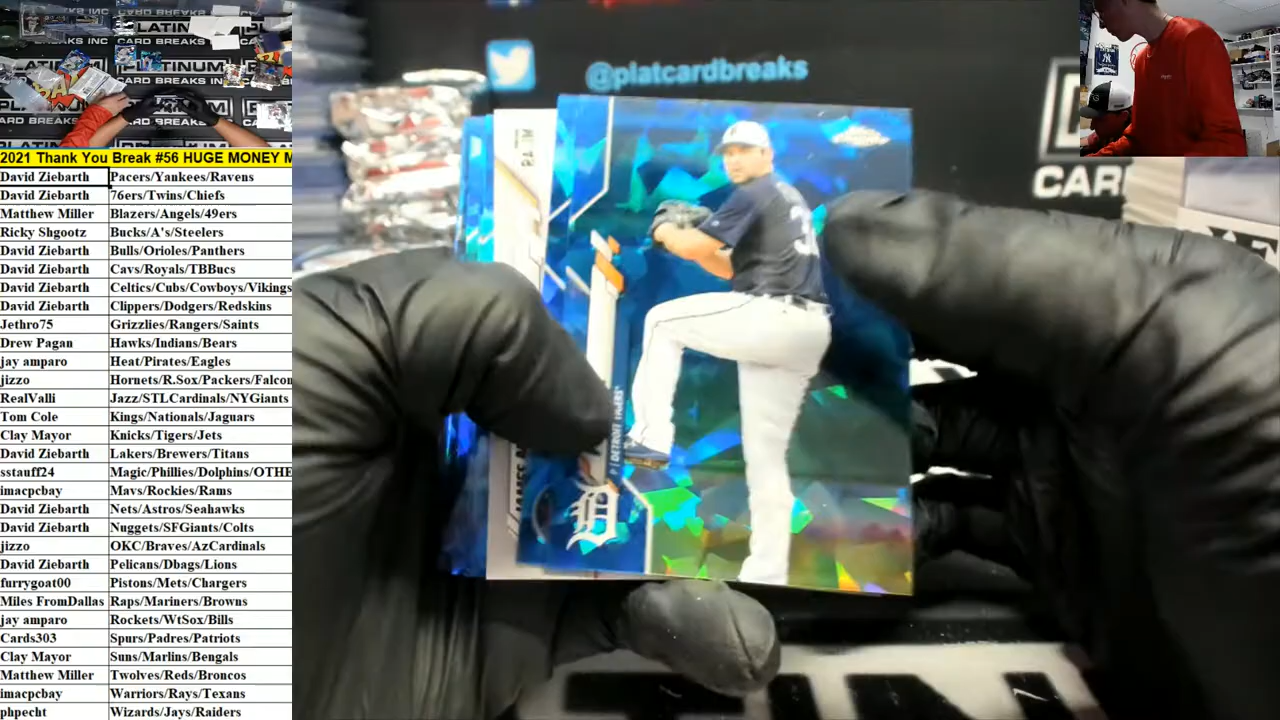 @platcardbreaks
CAR
PLATINUM
CARD BREAKS INC
2021 Thank You Break #56 HUGE MONEY M
David Ziebarth Pacers/Yankees/Ravens
David Ziebarth 76ers/Twins/Chiefs
Matthew Miller Blazers/Angels/49ers
Ricky Shgootz Bucks/A's/Steelers
David Ziebarth Bulls/Orioles/Panthers
David Ziebarth Cavs/Royals/TBBucs
David Ziebarth Celtics/Cubs/Cowboys/Vikings
David Ziebarth Clippers/Dodgers/Redskins
Jethro75 Grizzlies/Rangers/Saints
Drew Pagan Hawks/Indians/Bears
jay amparo Heat/Pirates/Eagles
jizzo Hornets/R.Sox/Packers/Falcon
RealValli Jazz/STLCardinals/NYGiants
Tom Cole Kings/Nationals/Jaguars
Clay Mayor Knicks/Tigers/Jets
David Ziebarth Lakers/Brewers/Titans
sstauff24 Magic/Phillies/Dolphins/OTHE
imacpcbay Mavs/Rockies/Rams
David Ziebarth Nets/Astros/Seahawks
David Ziebarth Nuggets/SFGiants/Colts
jizzo OKC/Braves/AzCardinals
David Ziebarth Pelicans/Dbags/Lions
furrygoat00 Pistons/Mets/Chargers
Miles FromDallas Raps/Mariners/Browns
jay amparo Rockets/WtSox/Bills
Cards303 Spurs/Padres/Patriots
Clay Mayor Suns/Marlins/Bengals
Matthew Miller Twolves/Reds/Broncos
imacpcbay Warriors/Rays/Texans
phpecht Wizards/Jays/Raiders
P | DETROIT TIGERS
JAMES